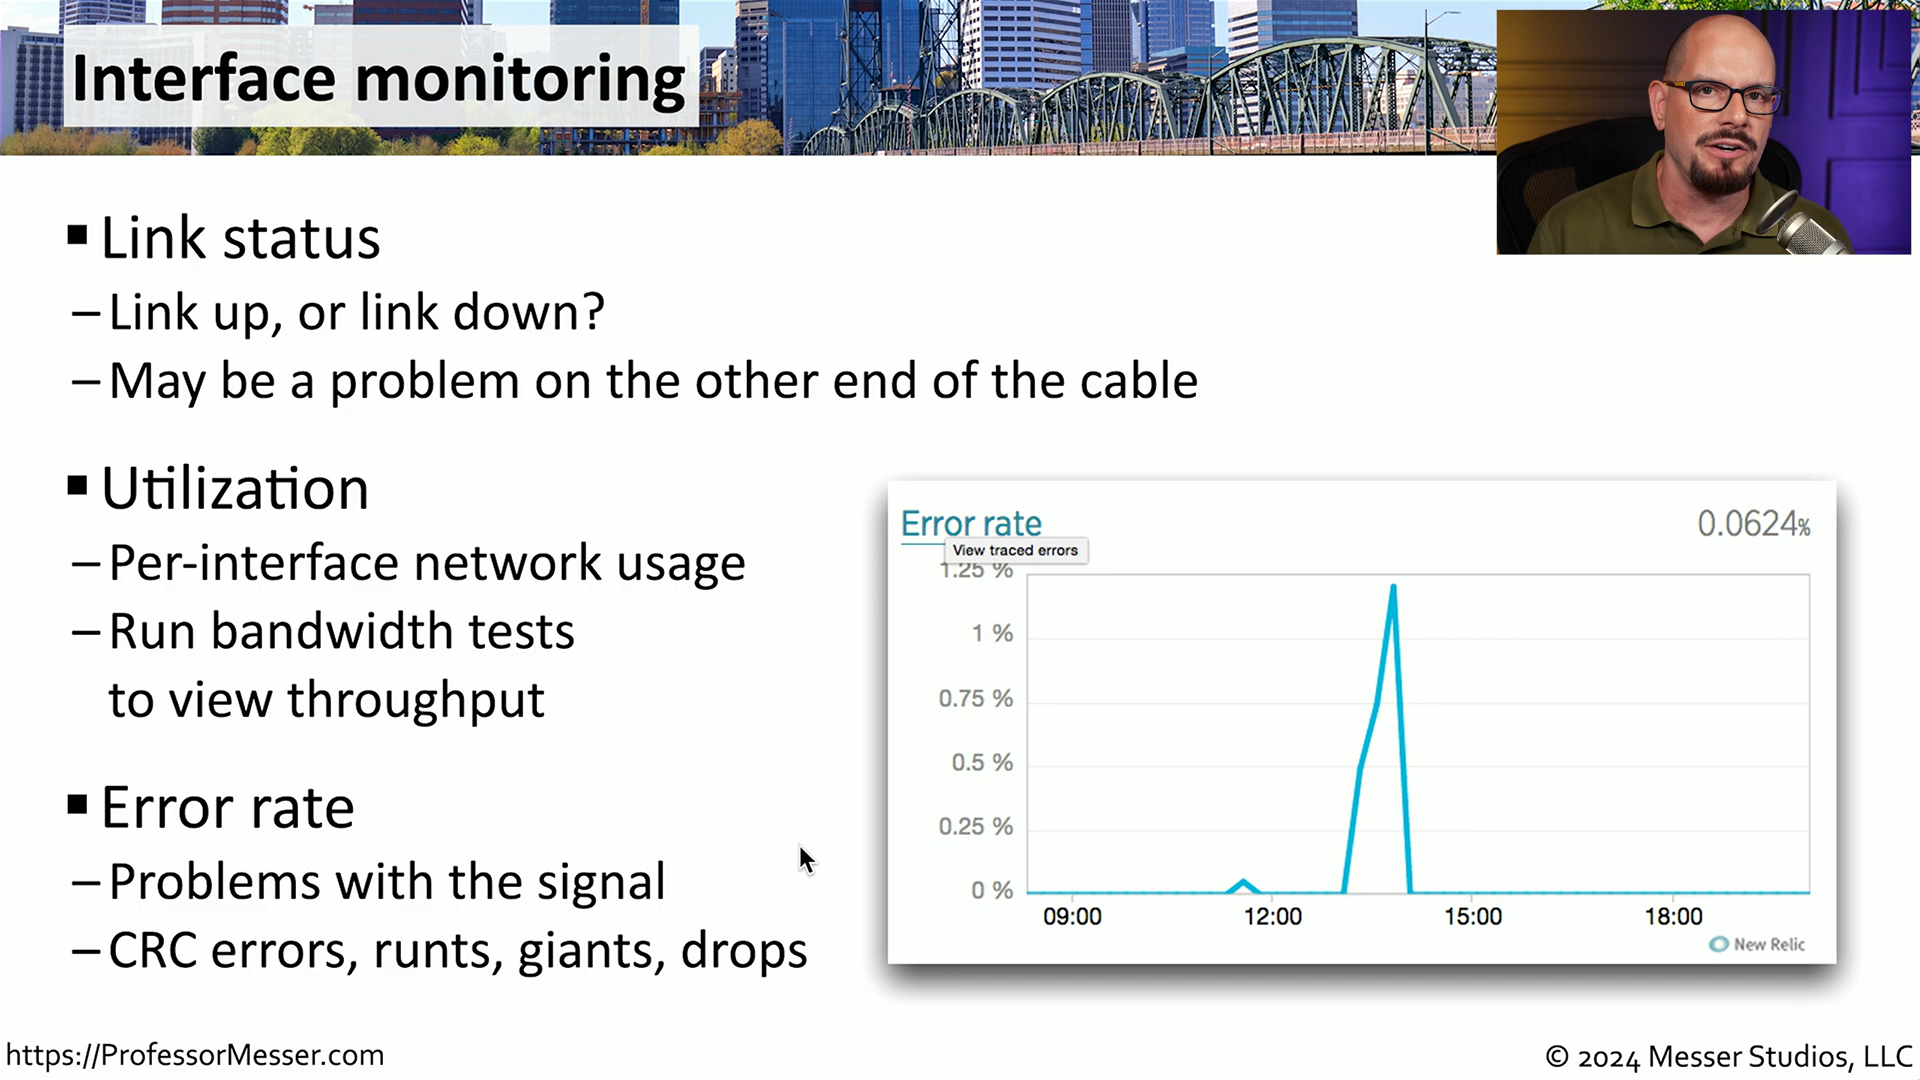 Interface monitoring
▪ Link status
– Link up, or link down?
– May be a problem on the other end of the cable
▪ Utilization
– Per-interface network usage
– Run bandwidth tests
to view throughput
▪ Error rate
– Problems with the signal
– CRC errors, runts, giants, drops
Error rate
0.0624%
View traced errors
1.25 %
1 %
0.75 %
0.5 %
0.25 %
0 %
09:00 12:00 15:00 18:00
New Relic
https://ProfessorMesser.com
© 2024 Messer Studios, LLC